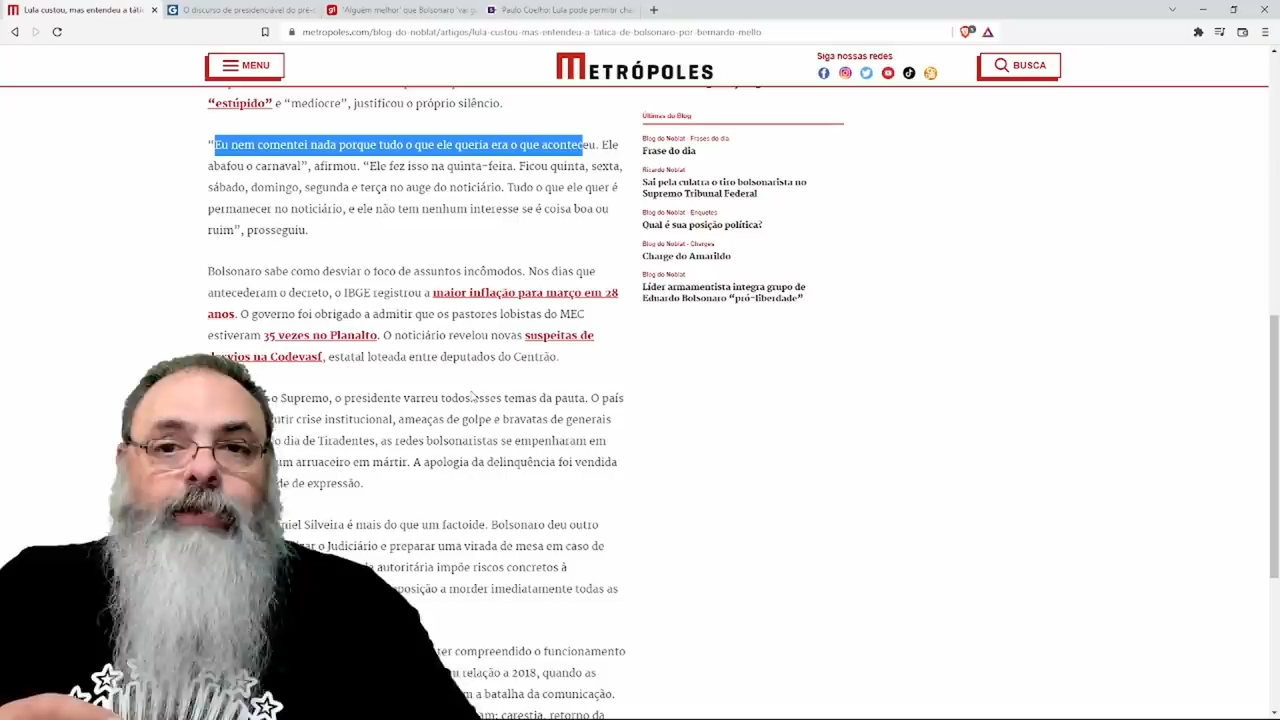 Lula custou, mas entendeu a táti
O discurso de presidenciável do pré-c
'Alguém melhor' que Bolsonaro 'var
Paulo Coelho: Lula pode permitir cha
metropoles.com/blog-do-noblat/artigos/lula-custou-mas-entendeu-a-tatica-de-bolsonaro-por-bernardo-mello
MENU
METRÓPOLES
Siga nossas redes
BUSCA
“estúpido” e “medíocre”, justificou o próprio silêncio.
“Eu nem comentei nada porque tudo o que ele queria era o que aconteceu. Ele
abafou o carnaval”, afirmou. “Ele fez isso na quinta-feira. Ficou quinta, sexta,
sábado, domingo, segunda e terça no auge do noticiário. Tudo o que ele quer é
permanecer no noticiário, e ele não tem nenhum interesse se é coisa boa ou
ruim”, prosseguiu.
Bolsonaro sabe como desviar o foco de assuntos incômodos. Nos dias que
antecederam o decreto, o IBGE registrou a maior inflação para março em 28
anos. O governo foi obrigado a admitir que os pastores lobistas do MEC
estiveram 35 vezes no Planalto. O noticiário revelou novas suspeitas de
desvios na Codevasf, estatal loteada entre deputados do Centrão.
o Supremo, o presidente varreu todos esses temas da pauta. O país
utir crise institucional, ameaças de golpe e bravatas de generais
o dia de Tiradentes, as redes bolsonaristas se empenharam em
um arruaceiro em mártir. A apologia da delinquência foi vendida
de de expressão.
niel Silveira é mais do que um factoide. Bolsonaro deu outro
zar o Judiciário e preparar uma virada de mesa em caso de
autoritária impõe riscos concretos à
posição a morder imediatamente todas as
ter compreendido o funcionamento
u relação a 2018, quando as
m a batalha da comunicação.
am: carestia, retorno da
Últimas do Blog
Blog do Noblat - Frases do dia
Frase do dia
Ricardo Noblat
Sai pela culatra o tiro bolsonarista no
Supremo Tribunal Federal
Blog do Noblat - Enquetes
Qual é sua posição política?
Blog do Noblat - Charges
Charge do Amarildo
Blog do Noblat
Líder armamentista integra grupo de
Eduardo Bolsonaro “pró-liberdade”